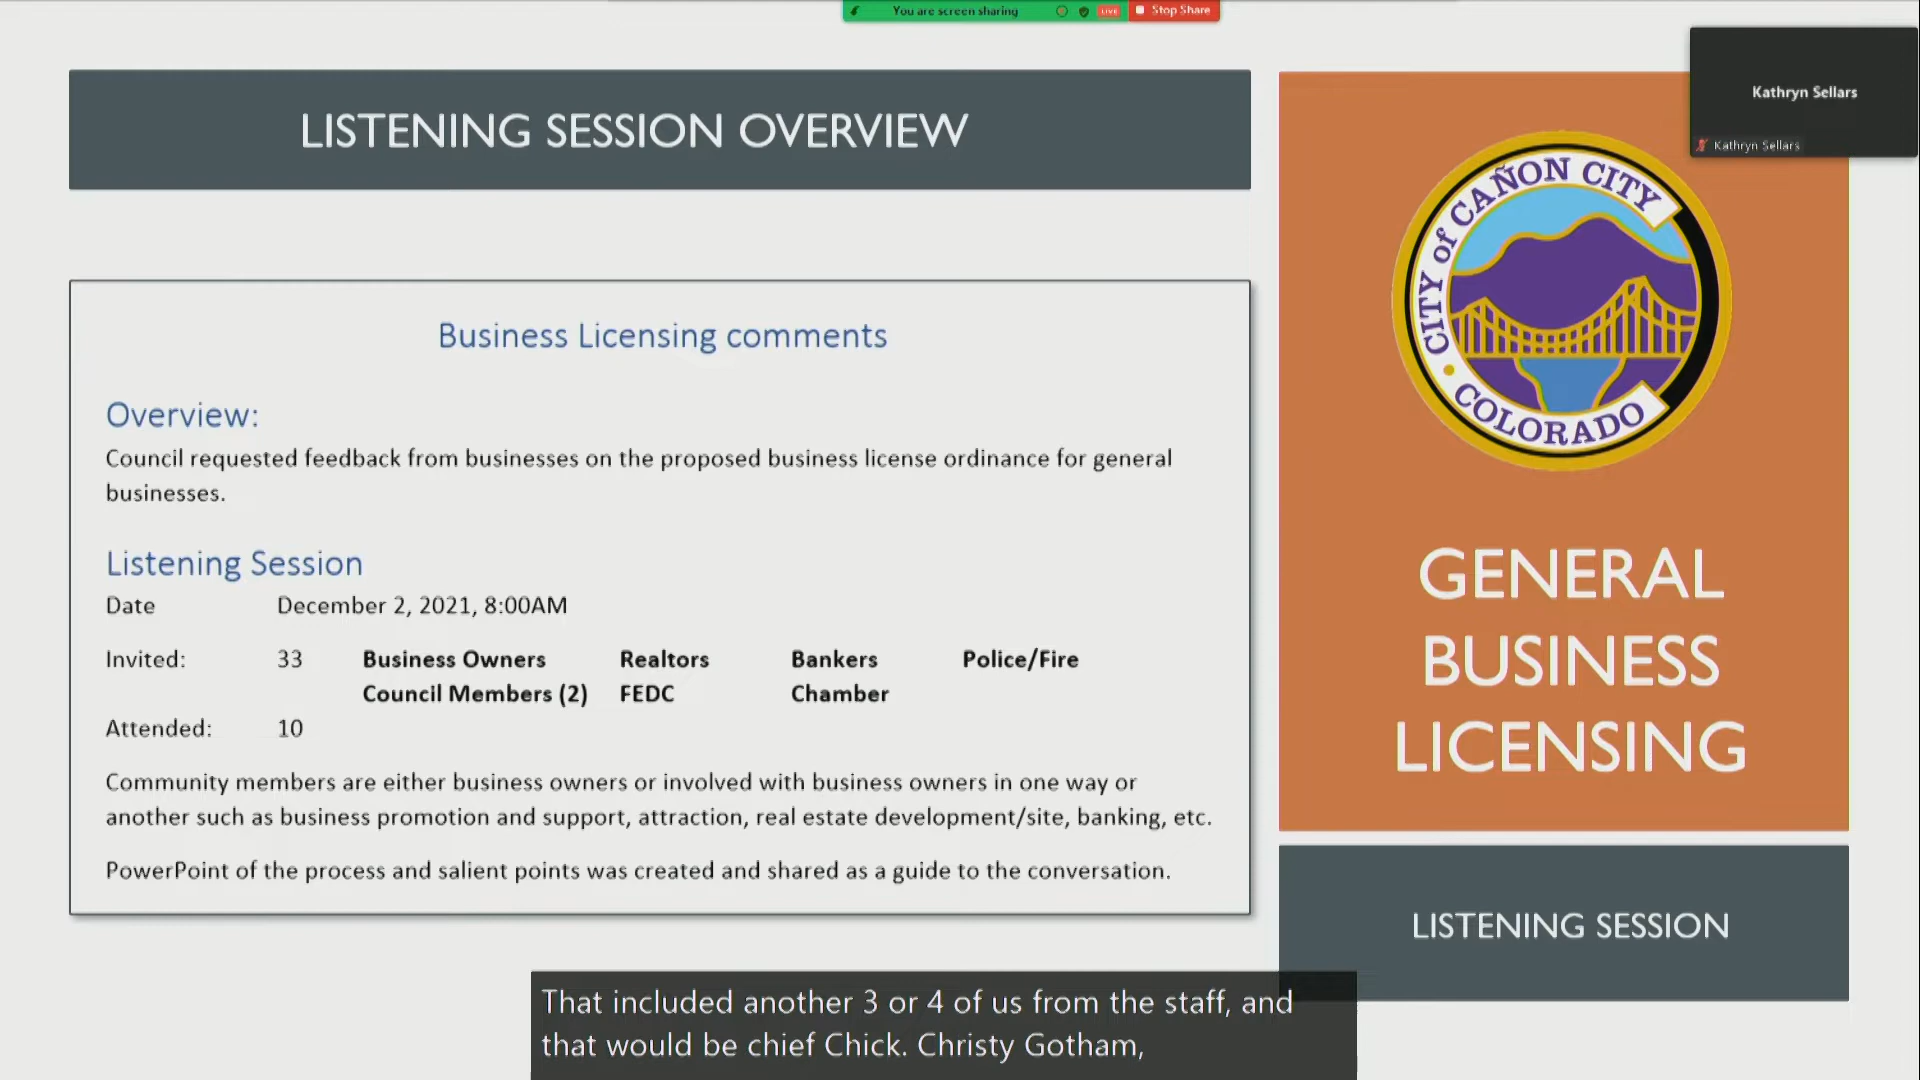 You are screen sharing LIVE Stop Share
Kathryn Sellars
Kathryn Sellars
LISTENING SESSION OVERVIEW
Business Licensing comments
Overview:
Council requested feedback from businesses on the proposed business license ordinance for general
businesses.
Listening Session
Date December 2, 2021, 8:00AM
Invited: 33 Business Owners Realtors Bankers Police/Fire
Council Members (2) FEDC Chamber
Attended: 10
Community members are either business owners or involved with business owners in one way or
another such as business promotion and support, attraction, real estate development/site, banking, etc.
PowerPoint of the process and salient points was created and shared as a guide to the conversation.
CITY of CAÑON CITY
COLORADO
GENERAL
BUSINESS
LICENSING
LISTENING SESSION
That included another 3 or 4 of us from the staff, and
that would be chief Chick. Christy Gotham,